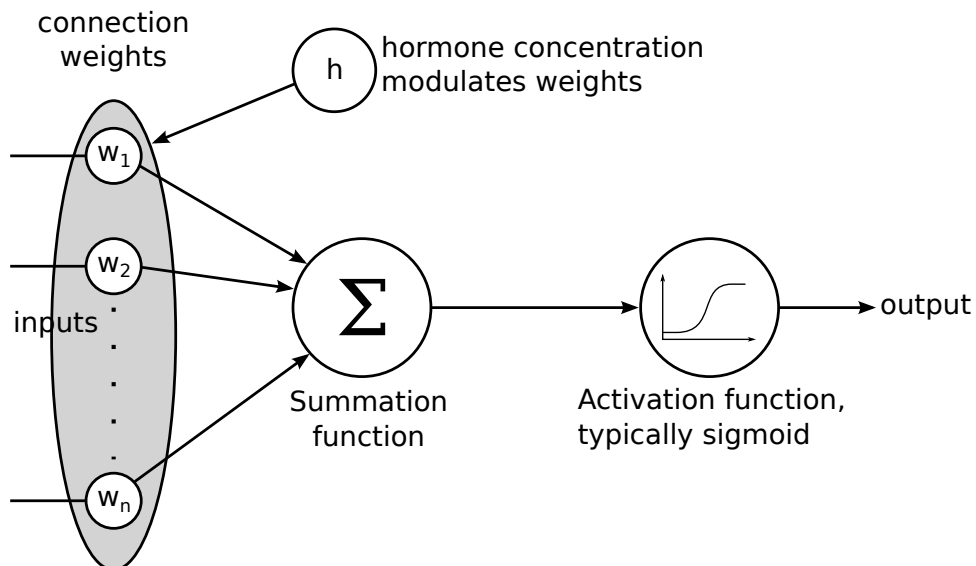 connection
weights
h
hormone concentration
modulates weights
w1
w2
inputs
wn
Σ
Summation
function
Activation function,
typically sigmoid
output